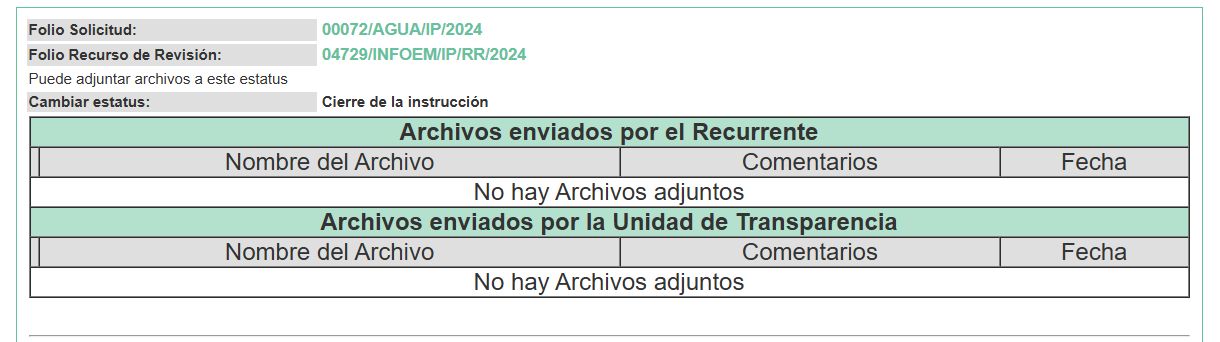 Folio Solicitud: 00072/AGUA/IP/2024
Folio Recurso de Revisión: 04729/INFOEM/IP/RR/2024
Puede adjuntar archivos a este estatus
Cambiar estatus: Cierre de la instrucción
Archivos enviados por el Recurrente
Nombre del Archivo Comentarios Fecha
No hay Archivos adjuntos
Archivos enviados por la Unidad de Transparencia
Nombre del Archivo Comentarios Fecha
No hay Archivos adjuntos